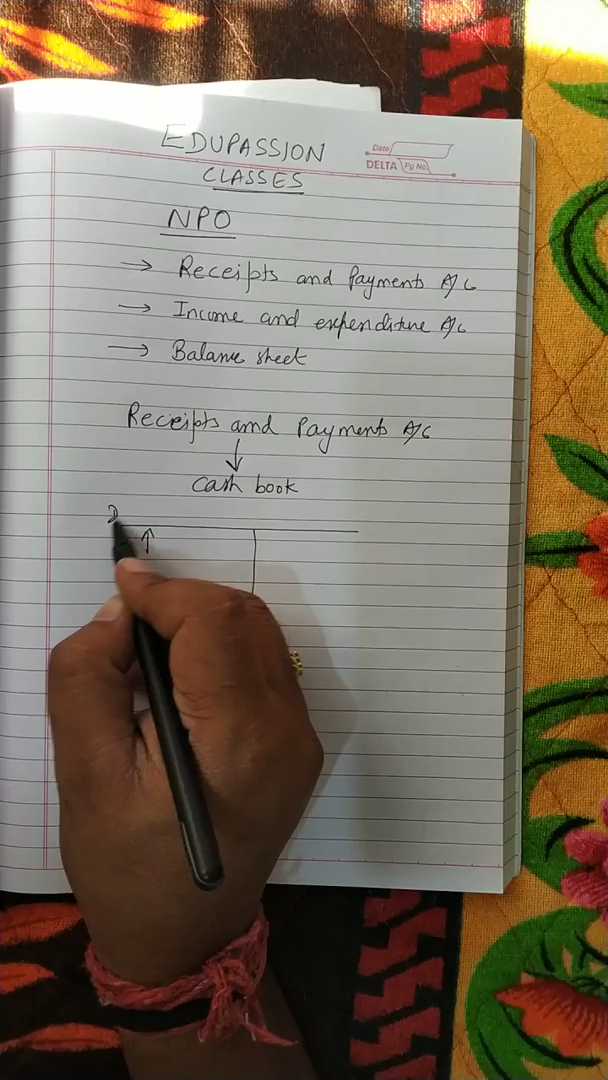 EDUPASSION
CLASSES
Date
DELTA Pg No.
NPO
→ Receipts and Payments A/c
→ Income and expenditure A/c
→ Balance sheet
Receipts and Payments A/c
↓
Cash book
↑